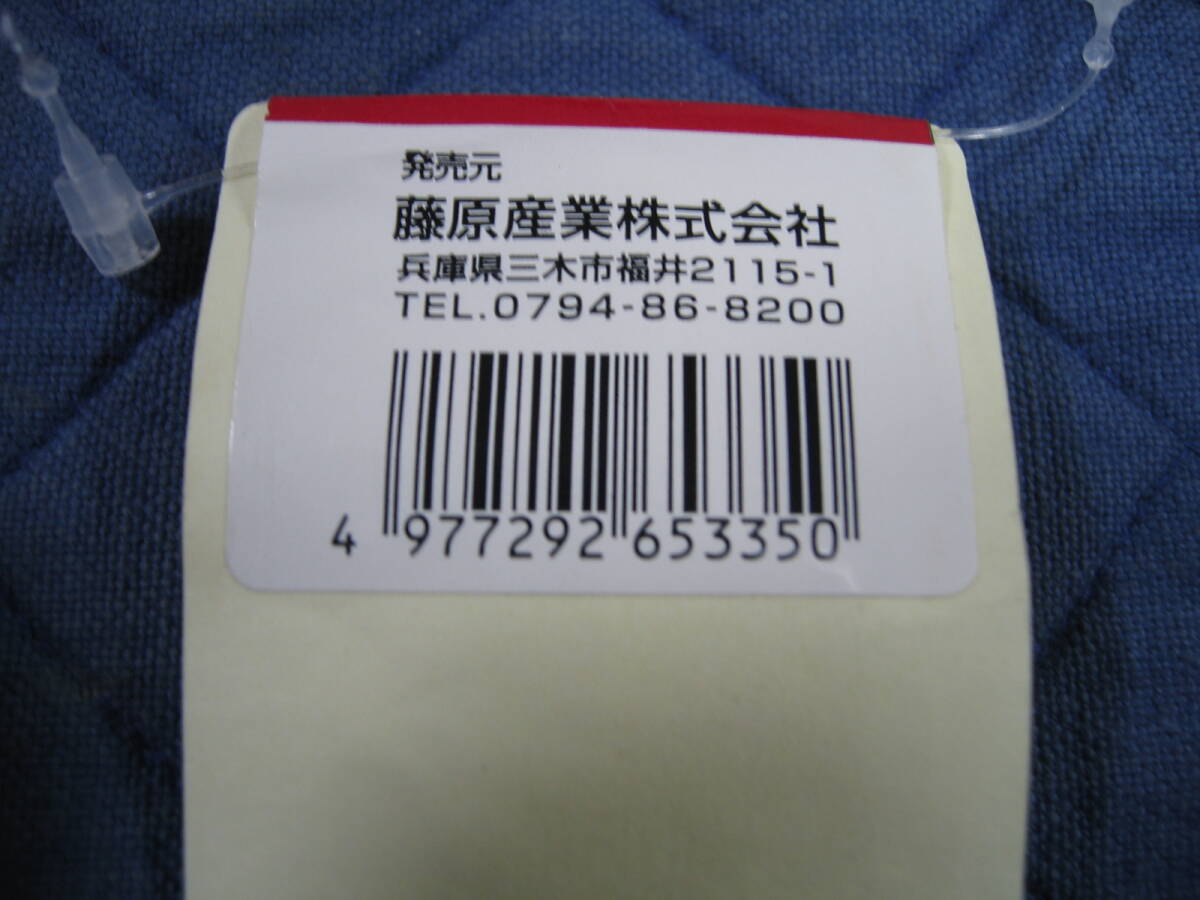 発売元
藤原産業株式会社
兵庫県三木市福井2115-1
TEL.0794-86-8200
4 977292 653350